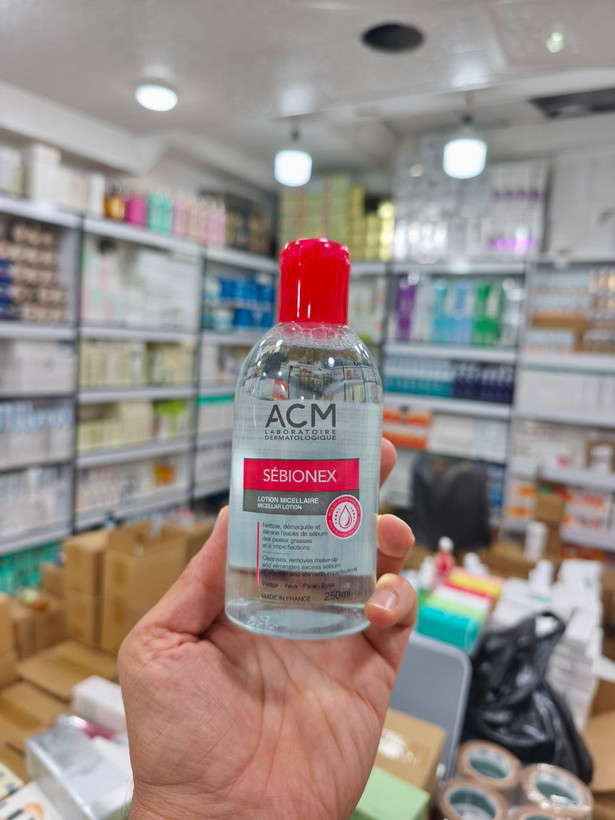 ACM
LABORATOIRE
DERMATOLOGIQUE
SÉBIONEX
LOTION MICELLAIRE
MICELLAR LOTION
Nettoie, démaquille et
élimine l'excès de sébum
des peaux grasses
et à imperfections
Cleanses, removes make-up
and eliminates excess sebum
Visage - Yeux - Face - Eyes
MADE IN FRANCE 250ml